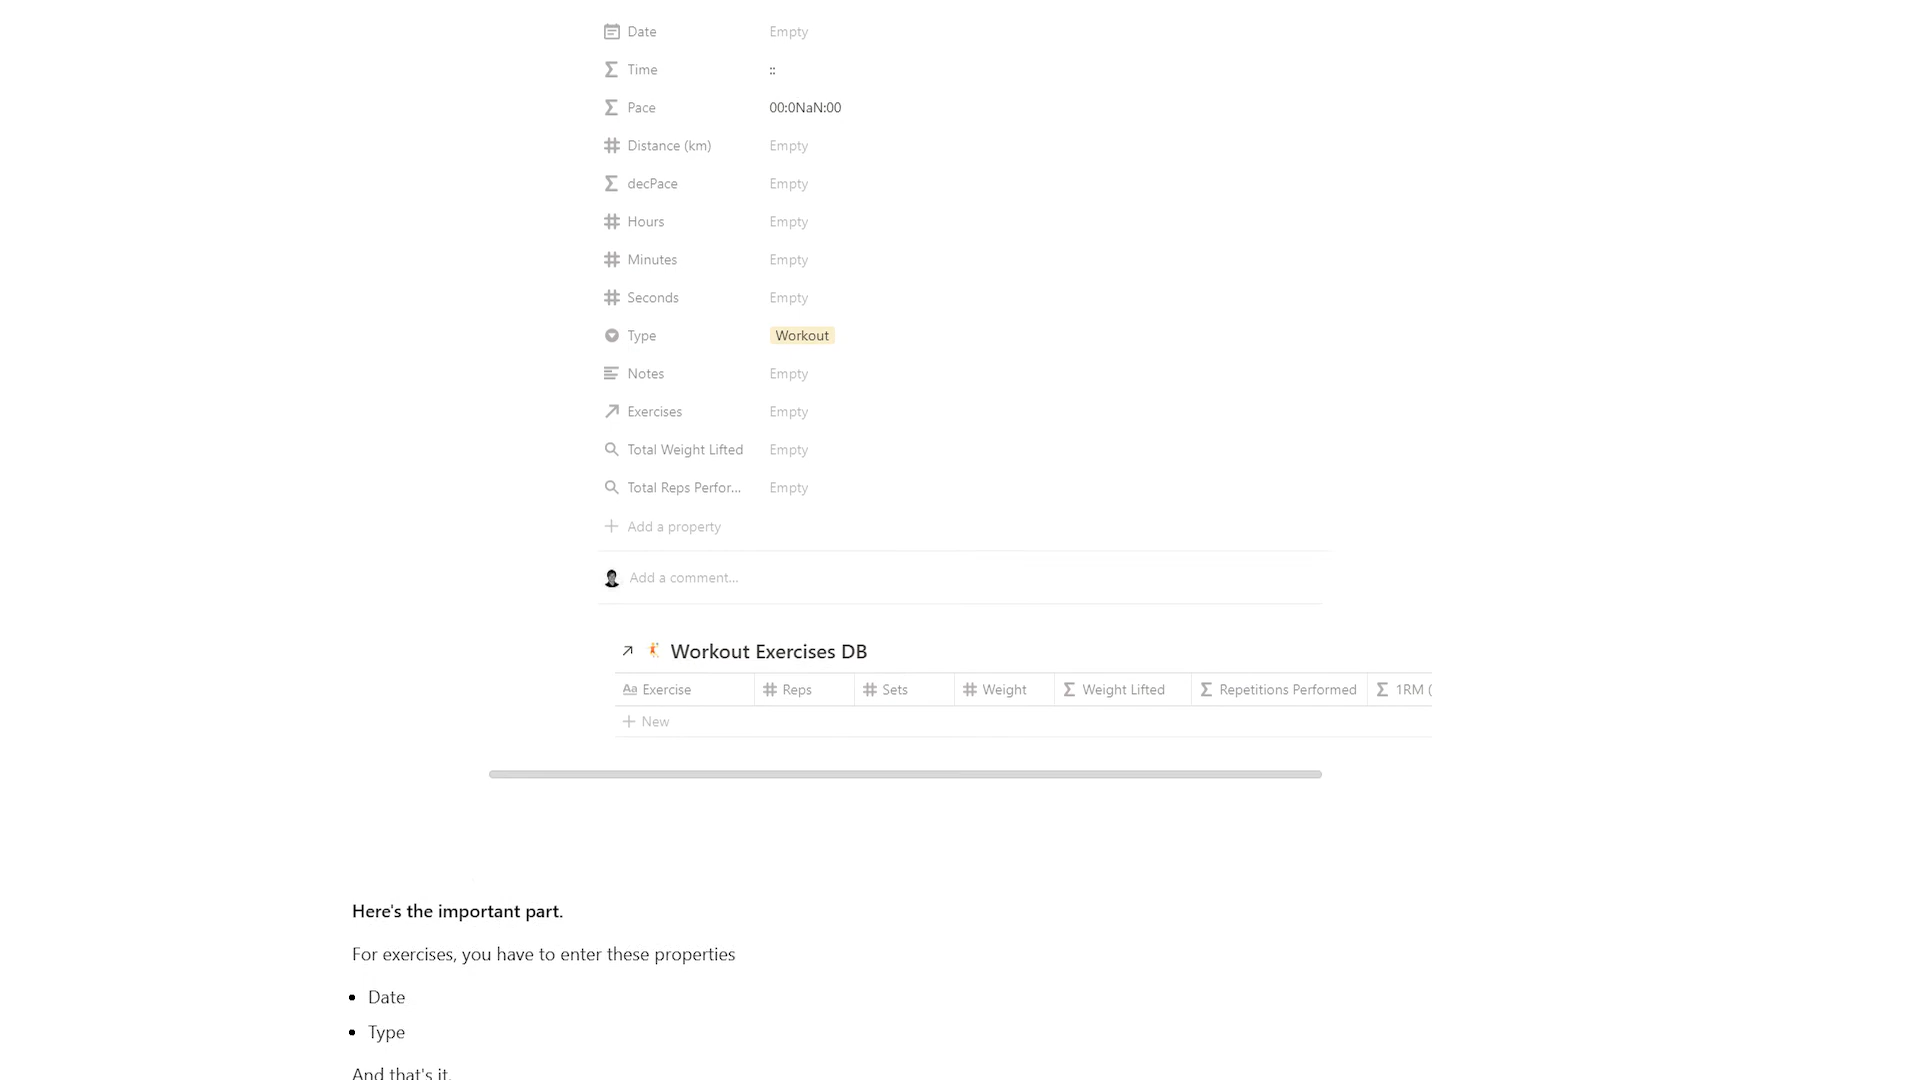 Date Empty
Time ::
Pace 00:0NaN:00
Distance (km) Empty
decPace Empty
Hours Empty
Minutes Empty
Seconds Empty
Type Workout
Notes Empty
Exercises Empty
Total Weight Lifted Empty
Total Reps Perfor... Empty
Add a property
Add a comment...
Workout Exercises DB
Aa Exercise Reps Sets Weight Weight Lifted Repetitions Performed 1RM (
New
Here's the important part.
For exercises, you have to enter these properties
• Date
• Type
And that's it.